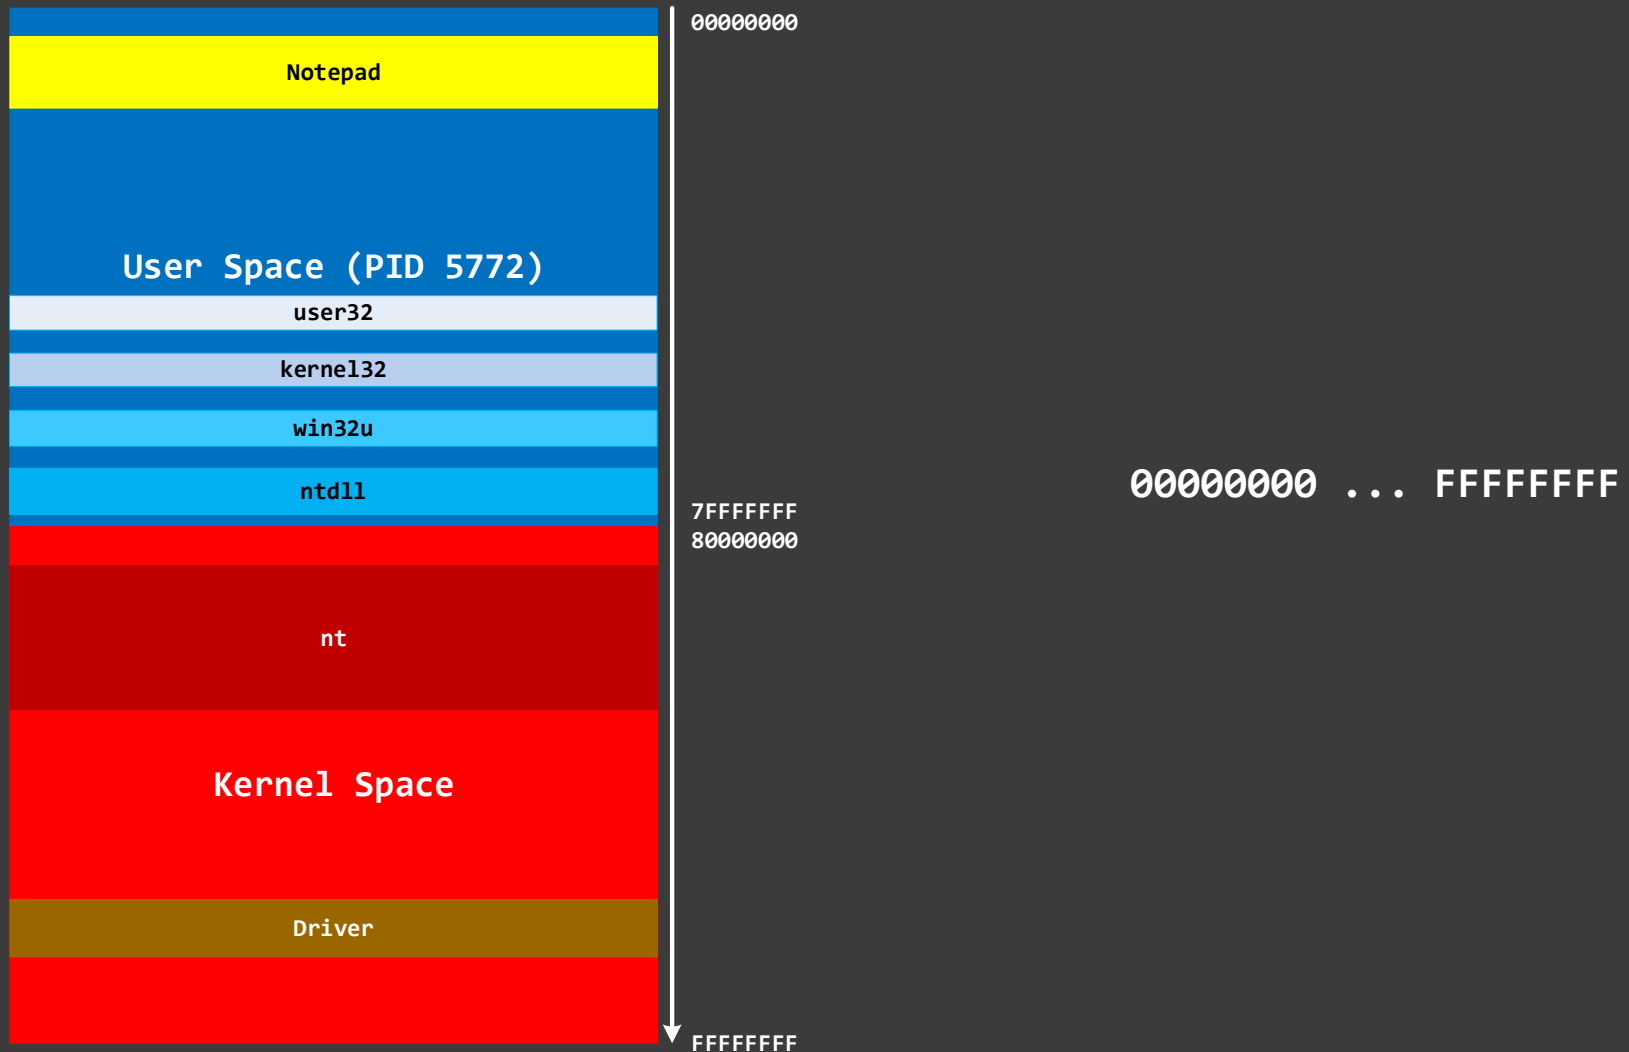 00000000
Notepad
User Space (PID 5772)
user32
kernel32
win32u
ntdll
00000000 ... FFFFFFFF
7FFFFFFF
80000000
nt
Kernel Space
Driver
FFFFFFFF